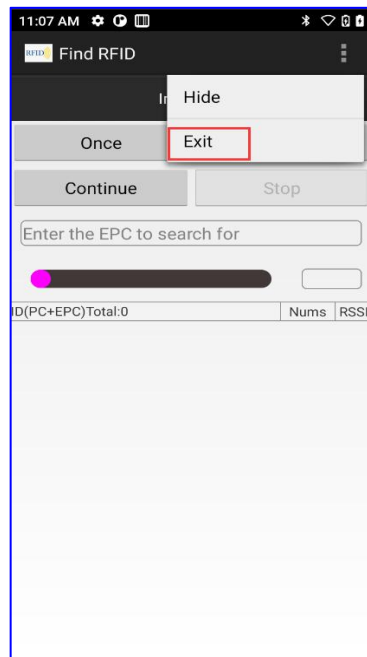 11:07 AM
RFID Find RFID
Hide
Exit
Once
Continue
Stop
Enter the EPC to search for
ID(PC+EPC)Total:0 Nums RSSI